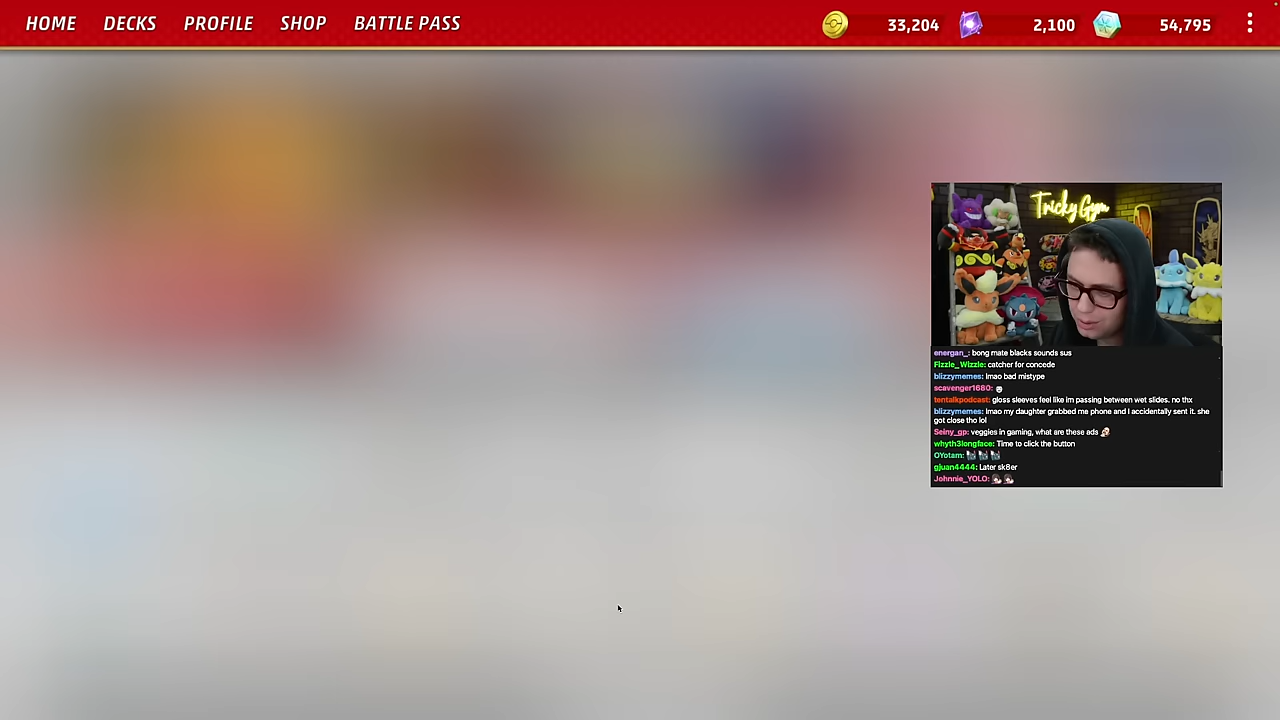 HOME DECKS PROFILE SHOP BATTLE PASS 33,204 2,100 54,795
Tricky Gym
energan_: bong mate blacks sounds sus
Fizzle_Wizzle: catcher for concede
blizzymemes: lmao bad mistype
scavenger1680:
tentalkpodcast: gloss sleeves feel like im passing between wet slides. no thx
blizzymemes: lmao my daughter grabbed me phone and I accidentally sent it. she
got close tho lol
Seiny_gp: veggies in gaming, what are these ads
whyth3longface: Time to click the button
OYotam:
gjuan4444: Later sk8er
Johnnie_YOLO: